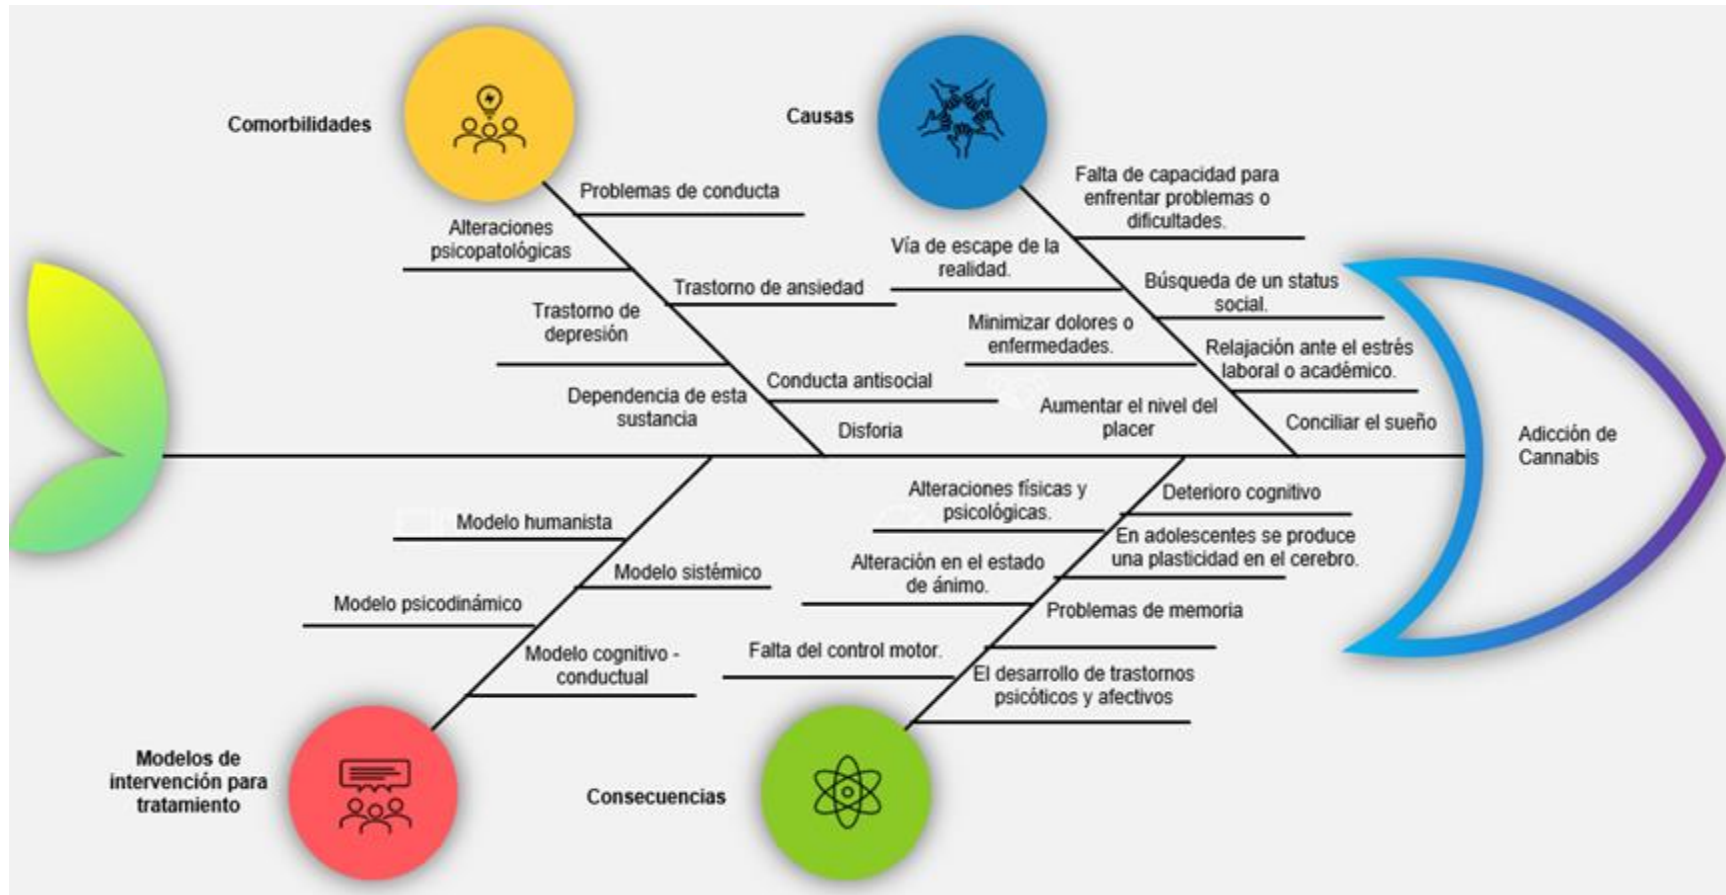 Comorbilidades
Problemas de conducta
Alteraciones
psicopatológicas
Trastorno de ansiedad
Trastorno de
depresión
Conducta antisocial
Dependencia de esta
sustancia
Disforia
Causas
Falta de capacidad para
enfrentar problemas o
dificultades.
Vía de escape de la
realidad.
Búsqueda de un status
social.
Minimizar dolores o
enfermedades.
Relajación ante el estrés
laboral o académico.
Aumentar el nivel del
placer
Conciliar el sueño
Adicción de
Cannabis
Modelo humanista
Modelo sistémico
Modelo psicodinámico
Modelo cognitivo -
conductual
Modelos de
intervención para
tratamiento
Alteraciones físicas y
psicológicas.
Deterioro cognitivo
En adolescentes se produce
una plasticidad en el cerebro.
Alteración en el estado
de ánimo.
Problemas de memoria
Falta del control motor.
El desarrollo de trastornos
psicóticos y afectivos
Consecuencias